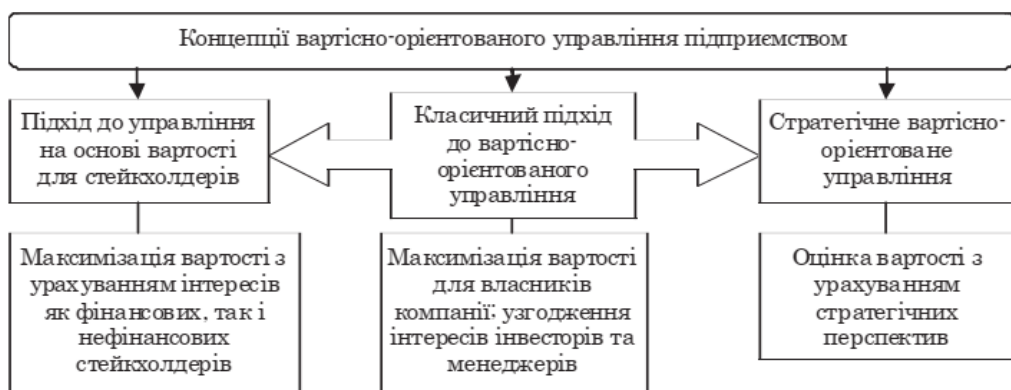 Концепції вартісно-орієнтованого управління підприємством
Підхід до управління
на основі вартості
для стейкхолдерів
Класичний підхід
до вартісно-
орієнтованого
управління
Стратегічне вартісно-
орієнтоване
управління
Максимізація вартості з
урахуванням інтересів
як фінансових, так і
нефінансових
стейкхолдерів
Максимізація вартості
для власників
компанії; узгодження
інтересів інвесторів та
менеджерів
Оцінка вартості з
урахуванням
стратегічних
перспектив